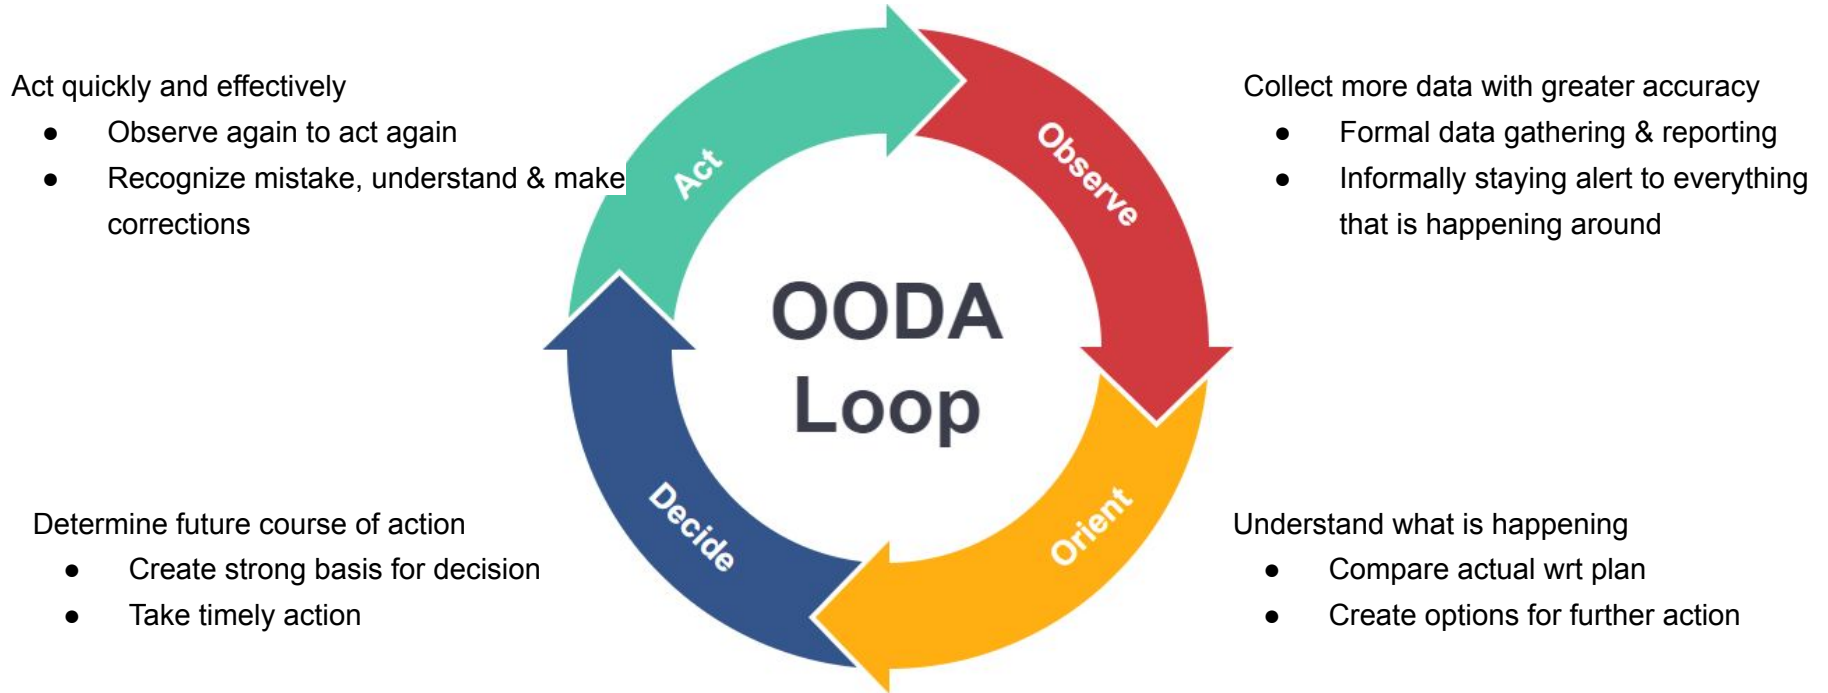 Act quickly and effectively
● Observe again to act again
● Recognize mistake, understand & make
corrections
Act
Observe
Collect more data with greater accuracy
● Formal data gathering & reporting
● Informally staying alert to everything
that is happening around
OODA
Loop
Determine future course of action
● Create strong basis for decision
● Take timely action
Decide
Orient
Understand what is happening
● Compare actual wrt plan
● Create options for further action